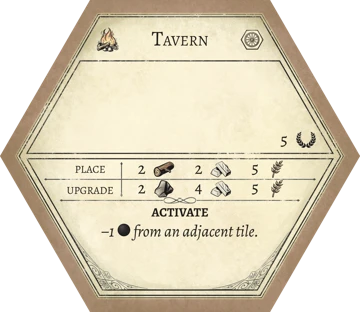 Tavern
5
PLACE 2 2 5
UPGRADE 2 4 5
ACTIVATE
–1 from an adjacent tile.